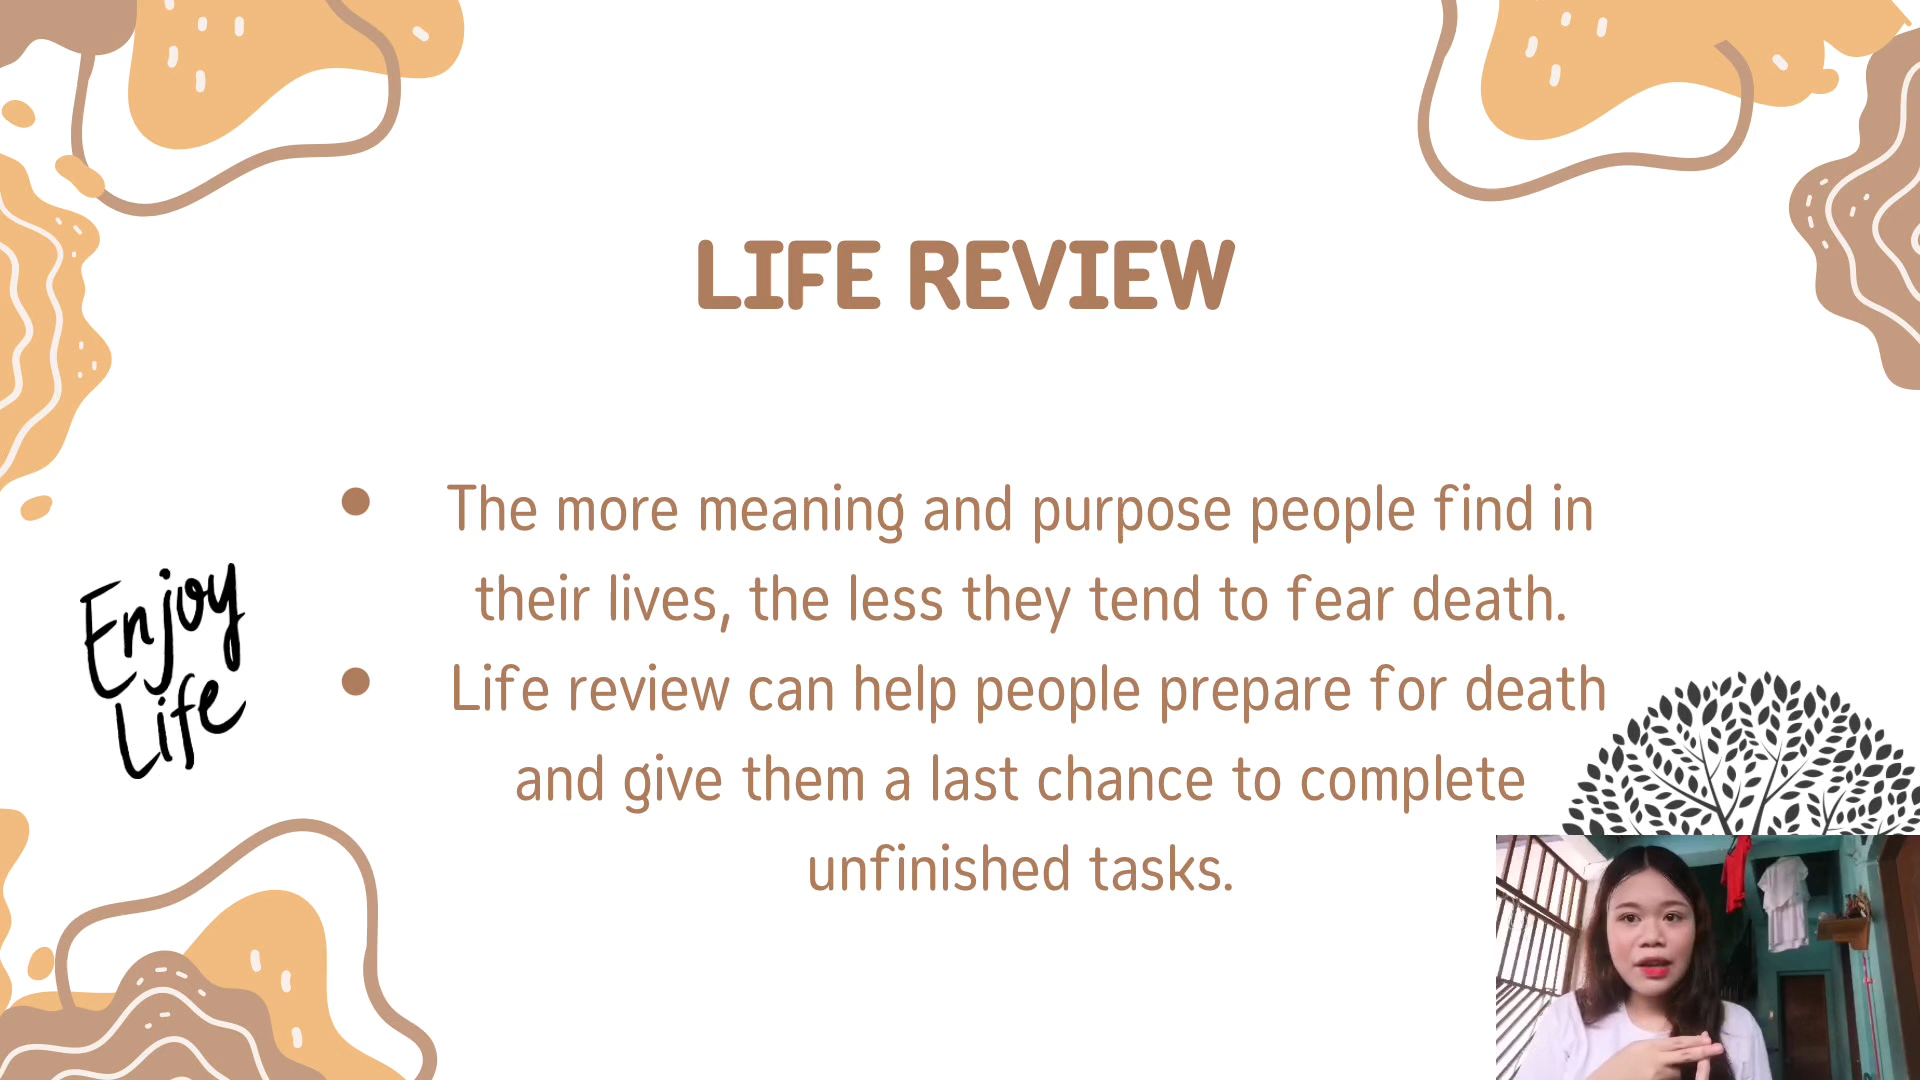 LIFE REVIEW
The more meaning and purpose people find in
their lives, the less they tend to fear death.
Life review can help people prepare for death
and give them a last chance to complete
unfinished tasks.
Enjoy
Life